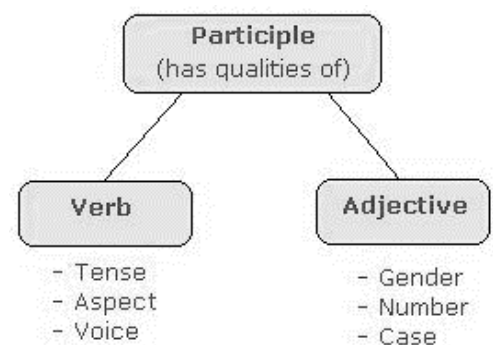 Participle
(has qualities of)
Verb
- Tense
- Aspect
- Voice
Adjective
- Gender
- Number
- Case